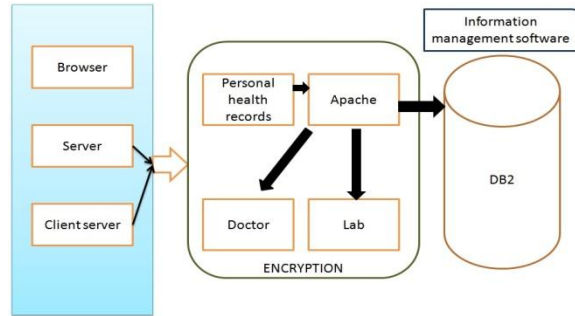 Browser
Server
Client server
Personal
health
records
Apache
Doctor
Lab
ENCRYPTION
Information
management software
DB2